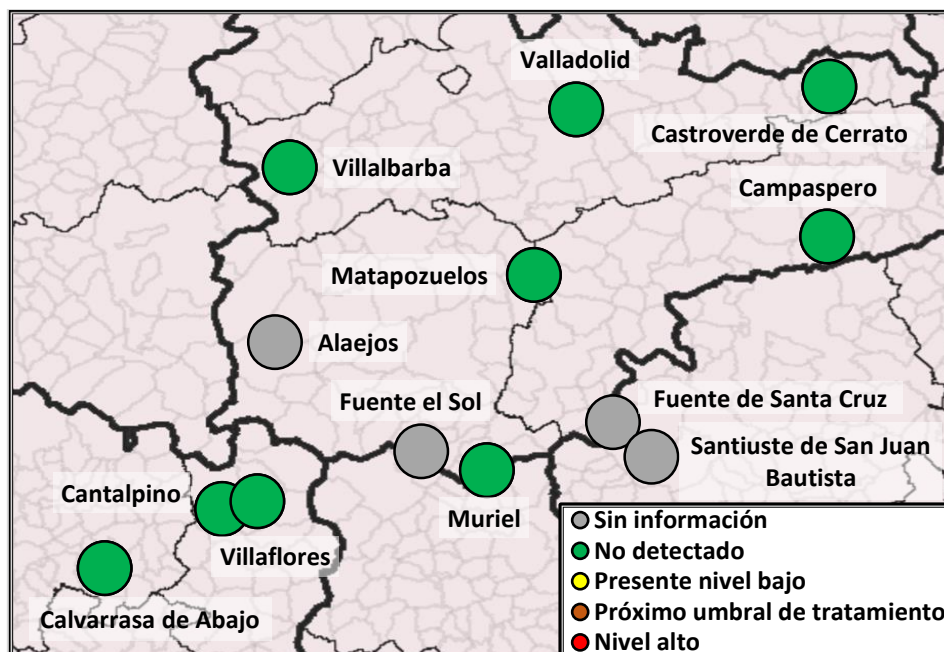 Valladolid
Castroverde de Cerrato
Villalbarba
Campaspero
Matapozuelos
Alaejos
Fuente el Sol
Fuente de Santa Cruz
Santiuste de San Juan
Bautista
Cantalpino
Muriel
Villaflores
Calvarrasa de Abajo
Sin información
No detectado
Presente nivel bajo
Próximo umbral de tratamiento
Nivel alto